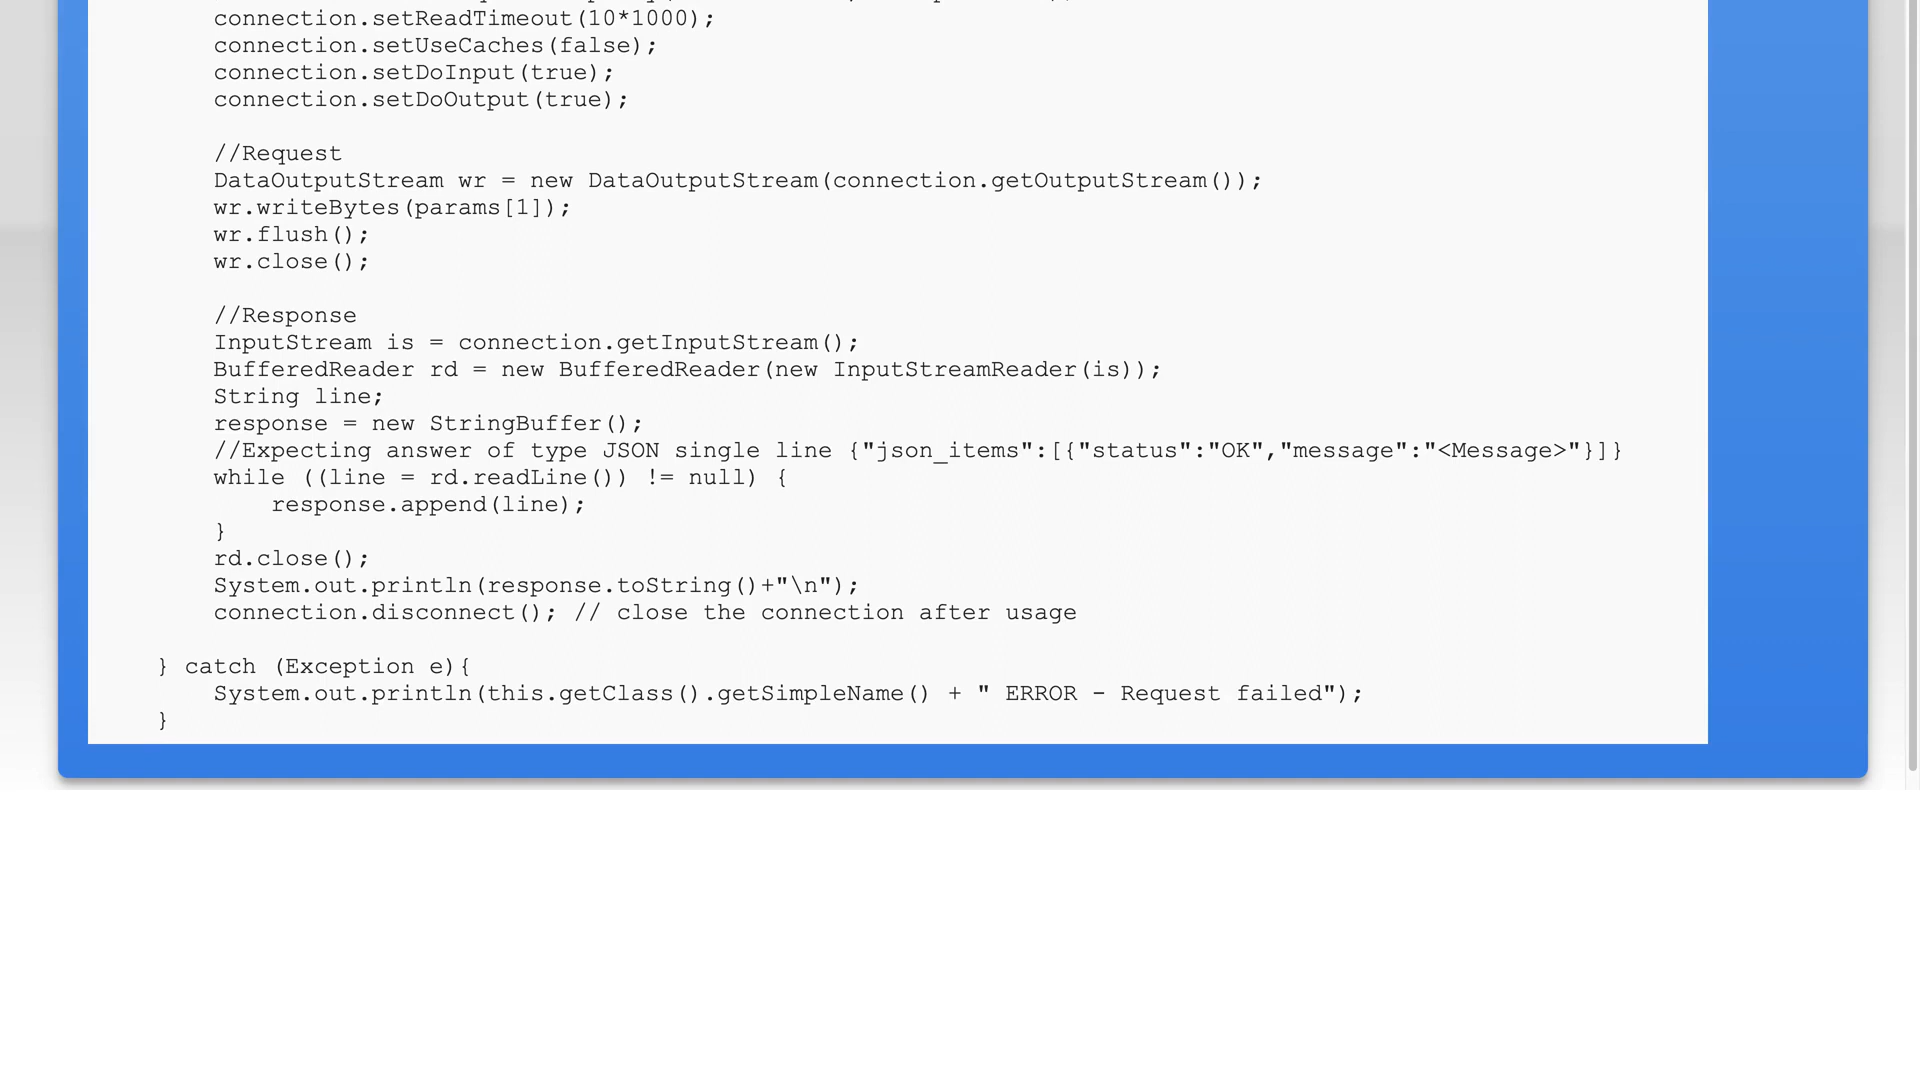 connection.setReadTimeout(10*1000);
connection.setUseCaches(false);
connection.setDoInput(true);
connection.setDoOutput(true);
//Request
DataOutputStream wr = new DataOutputStream(connection.getOutputStream());
wr.writeBytes(params[1]);
wr.flush();
wr.close();
//Response
InputStream is = connection.getInputStream();
BufferedReader rd = new BufferedReader(new InputStreamReader(is));
String line;
response = new StringBuffer();
//Expecting answer of type JSON single line {"json_items":[{"status":"OK","message":"<Message>"}]}
while ((line = rd.readLine()) != null) {
response.append(line);
}
rd.close();
System.out.println(response.toString()+"\n");
connection.disconnect(); // close the connection after usage
} catch (Exception e){
System.out.println(this.getClass().getSimpleName() + " ERROR - Request failed");
}